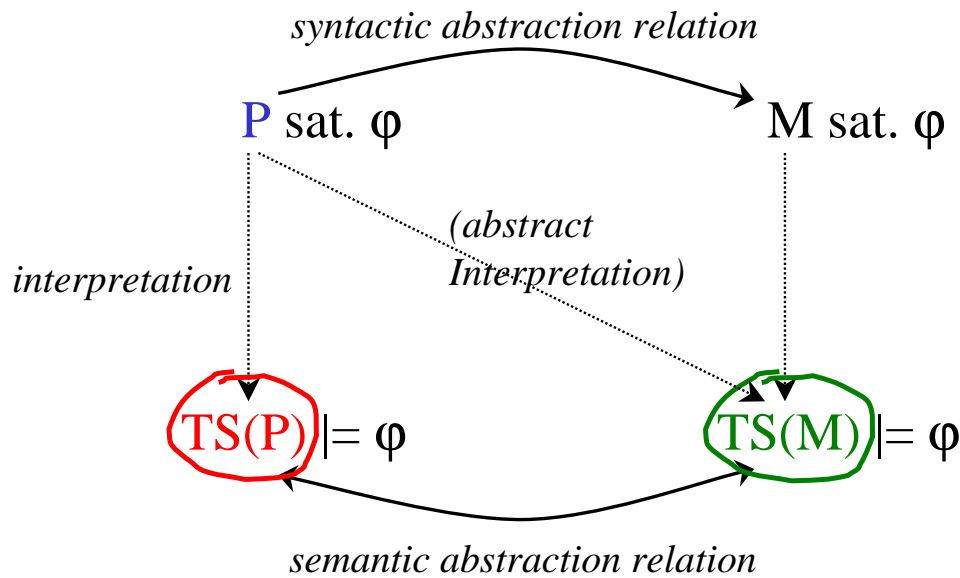 syntactic abstraction relation
P sat. φ
M sat. φ
(abstract
Interpretation)
interpretation
TS(P) |= φ
TS(M) |= φ
semantic abstraction relation